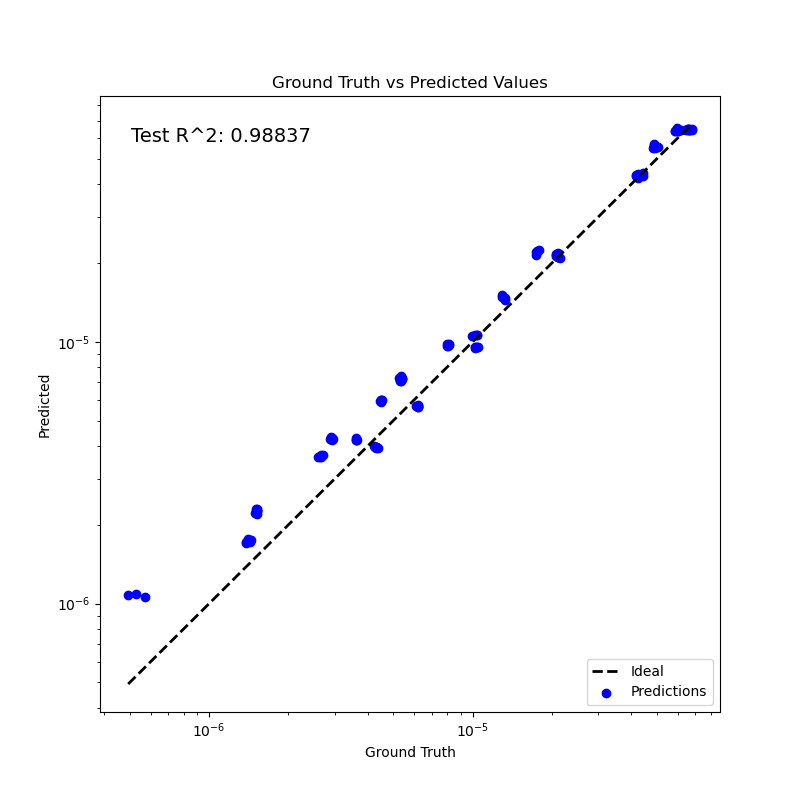 Ground Truth vs Predicted Values
Test R^2: 0.98837
Predicted
10⁻⁵
10⁻⁶
Ideal
Predictions
10⁻⁶
10⁻⁵
Ground Truth